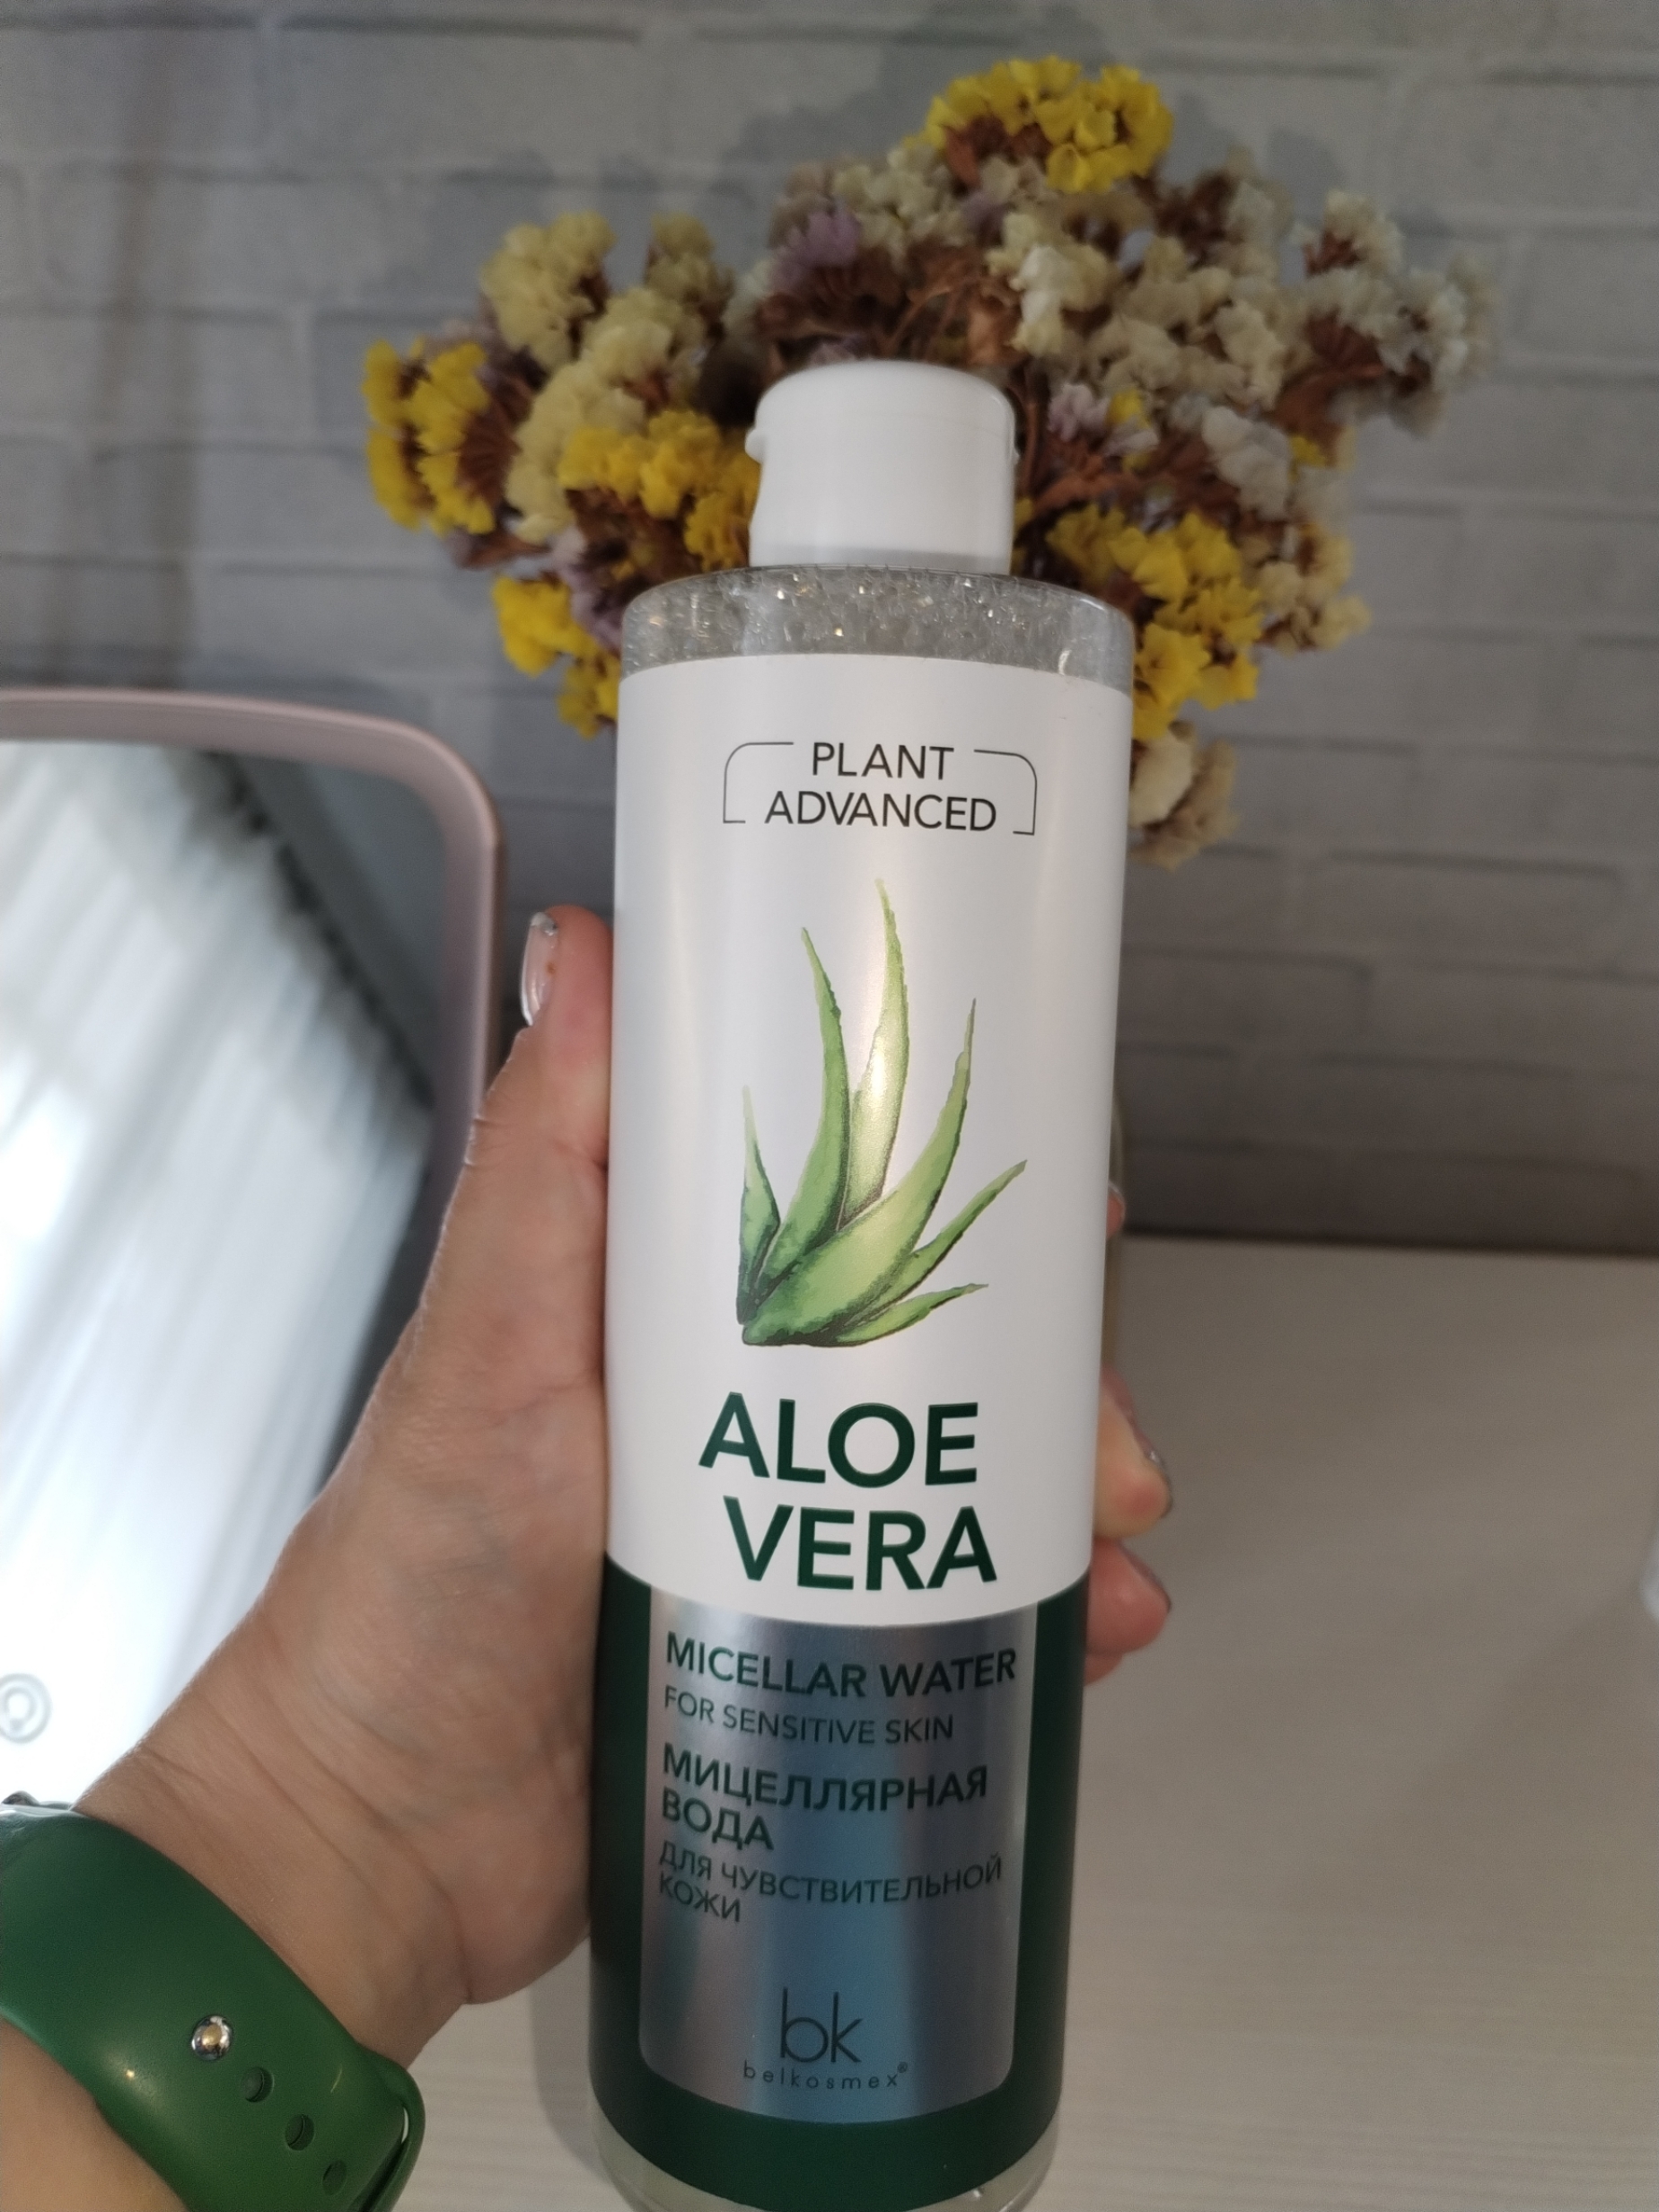 PLANT
ADVANCED
ALOE
VERA
MICELLAR WATER
FOR SENSITIVE SKIN
МИЦЕЛЛЯРНАЯ
ВОДА
ДЛЯ ЧУВСТВИТЕЛЬНОЙ
КОЖИ
bk
belkosmex®